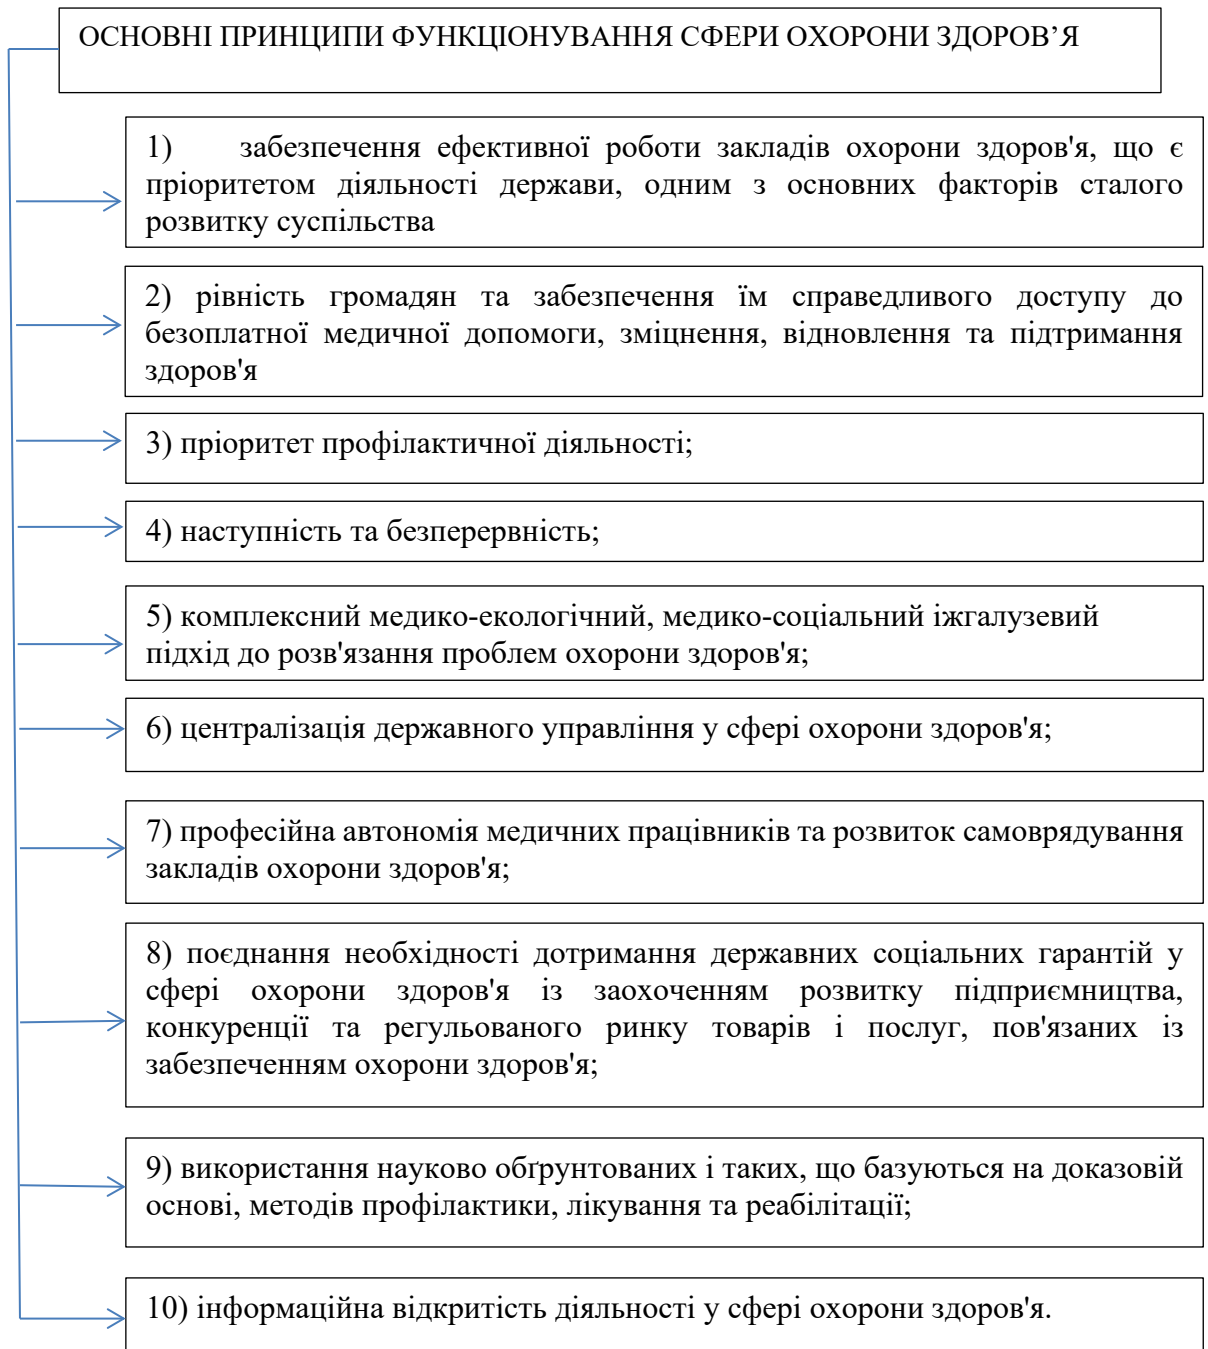 ОСНОВНІ ПРИНЦИПИ ФУНКЦІОНУВАННЯ СФЕРИ ОХОРОНИ ЗДОРОВ’Я
1) забезпечення ефективної роботи закладів охорони здоров'я, що є
пріоритетом діяльності держави, одним з основних факторів сталого
розвитку суспільства
2) рівність громадян та забезпечення їм справедливого доступу до
безоплатної медичної допомоги, зміцнення, відновлення та підтримання
здоров'я
3) пріоритет профілактичної діяльності;
4) наступність та безперервність;
5) комплексний медико-екологічний, медико-соціальний іжгалузевий
підхід до розв'язання проблем охорони здоров'я;
6) централізація державного управління у сфері охорони здоров'я;
7) професійна автономія медичних працівників та розвиток самоврядування
закладів охорони здоров'я;
8) поєднання необхідності дотримання державних соціальних гарантій у
сфері охорони здоров'я із заохоченням розвитку підприємництва,
конкуренції та регульованого ринку товарів і послуг, пов'язаних із
забезпеченням охорони здоров'я;
9) використання науково обґрунтованих і таких, що базуються на доказовій
основі, методів профілактики, лікування та реабілітації;
10) інформаційна відкритість діяльності у сфері охорони здоров'я.